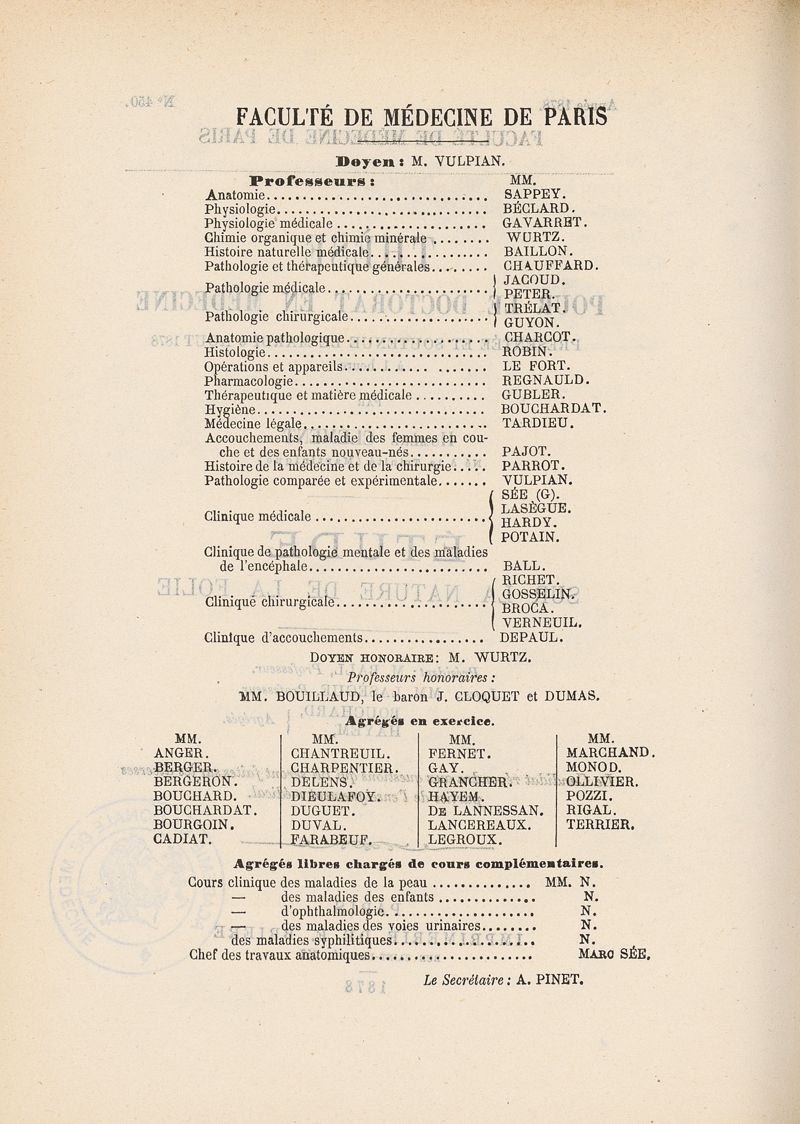 FACULTÉ DE MÉDECINE DE PARIS
Doyen : M. VULPIAN.
Professeurs : MM.
Anatomie SAPPEY.
Physiologie BÉCLARD.
Physiologie médicale GAVARRET.
Chimie organique et chimie minérale WURTZ.
Histoire naturelle médicale BAILLON.
Pathologie et thérapeutique générales CHAUFFARD.
Pathologie médicale JACOUD.
PETER.
Pathologie chirurgicale TRÉLAT.
GUYON.
Anatomie pathologique CHARCOT.
Histologie ROBIN.
Opérations et appareils LE FORT.
Pharmacologie REGNAULD.
Thérapeutique et matière médicale GUBLER.
Hygiène BOUCHARDAT.
Médecine légale TARDIEU.
Accouchements, maladie des femmes en cou-
che et des enfants nouveau-nés PAJOT.
Histoire de la médecine et de la chirurgie PARROT.
Pathologie comparée et expérimentale VULPIAN.
Clinique médicale SÉE (G).
LASÈGUE.
HARDY.
POTAIN.
Clinique de pathologie mentale et des maladies
de l'encéphale BALL.
Clinique chirurgicale RICHET.
GOSSELIN.
BROCA.
VERNEUIL.
Clinique d'accouchements DEPAUL.
DOYEN HONORAIRE : M. WURTZ.
Professeurs honoraires :
MM. BOUILLAUD, le baron J. CLOQUET et DUMAS.
Agrégés en exercice.
MM. MM. MM. MM.
ANGER. CHANTREUIL. FERNET. MARCHAND.
BERGER. CHARPENTIER. GAY. MONOD.
BERGERON. DELENS. GRANCHER. OLLIVIER.
BOUCHARD. DIEULAFOY. HAYEM. POZZI.
BOUCHARDAT. DUGUET. DE LANNESSAN. RIGAL.
BOURGOIN. DUVAL. LANCEREAUX. TERRIER.
CADIAT. FARABEUF. LEGROUX.
Agrégés libres chargés de cours complémentaires.
Cours clinique des maladies de la peau MM. N.
— des maladies des enfants N.
— d'ophthalmologie N.
— des maladies des voies urinaires N.
des maladies syphilitiques N.
Chef des travaux anatomiques MARC SÉE.
Le Secrétaire : A. PINET.